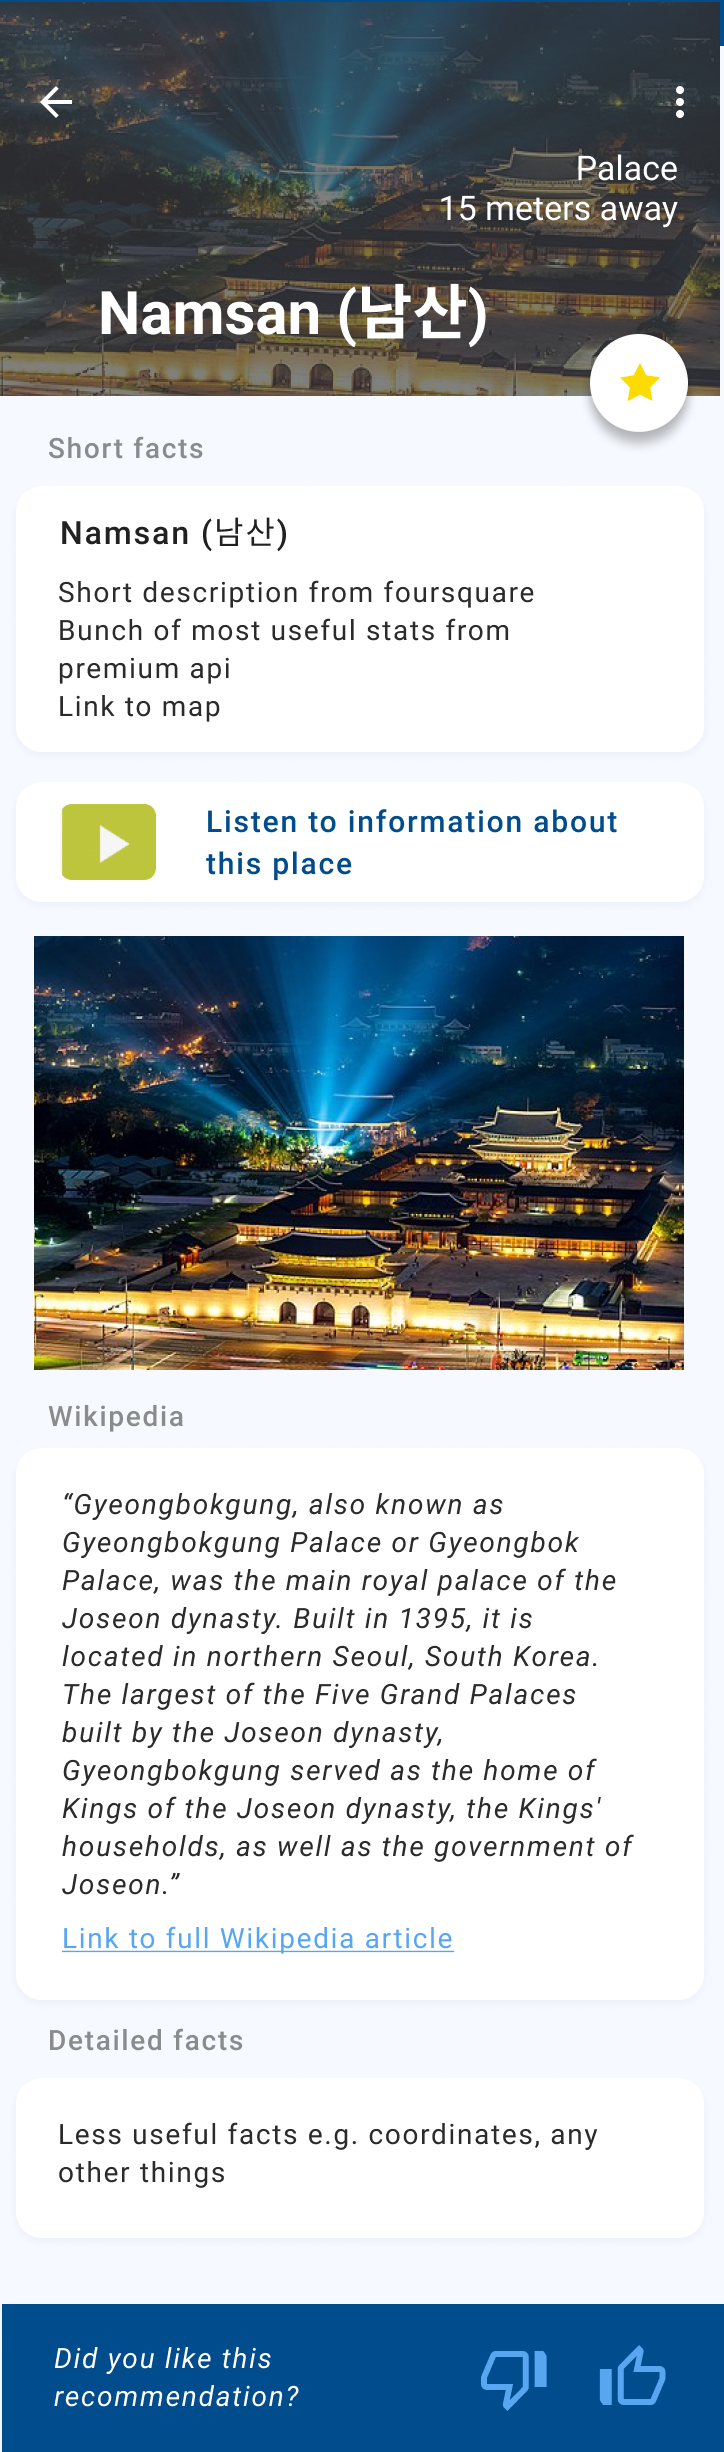 Palace
15 meters away
Namsan (남산)
Short facts
Namsan (남산)
Short description from foursquare
Bunch of most useful stats from
premium api
Link to map
Listen to information about
this place
Wikipedia
“Gyeongbokgung, also known as
Gyeongbokgung Palace or Gyeongbok
Palace, was the main royal palace of the
Joseon dynasty. Built in 1395, it is
located in northern Seoul, South Korea.
The largest of the Five Grand Palaces
built by the Joseon dynasty,
Gyeongbokgung served as the home of
Kings of the Joseon dynasty, the Kings'
households, as well as the government of
Joseon.”
Link to full Wikipedia article
Detailed facts
Less useful facts e.g. coordinates, any
other things
Did you like this
recommendation?